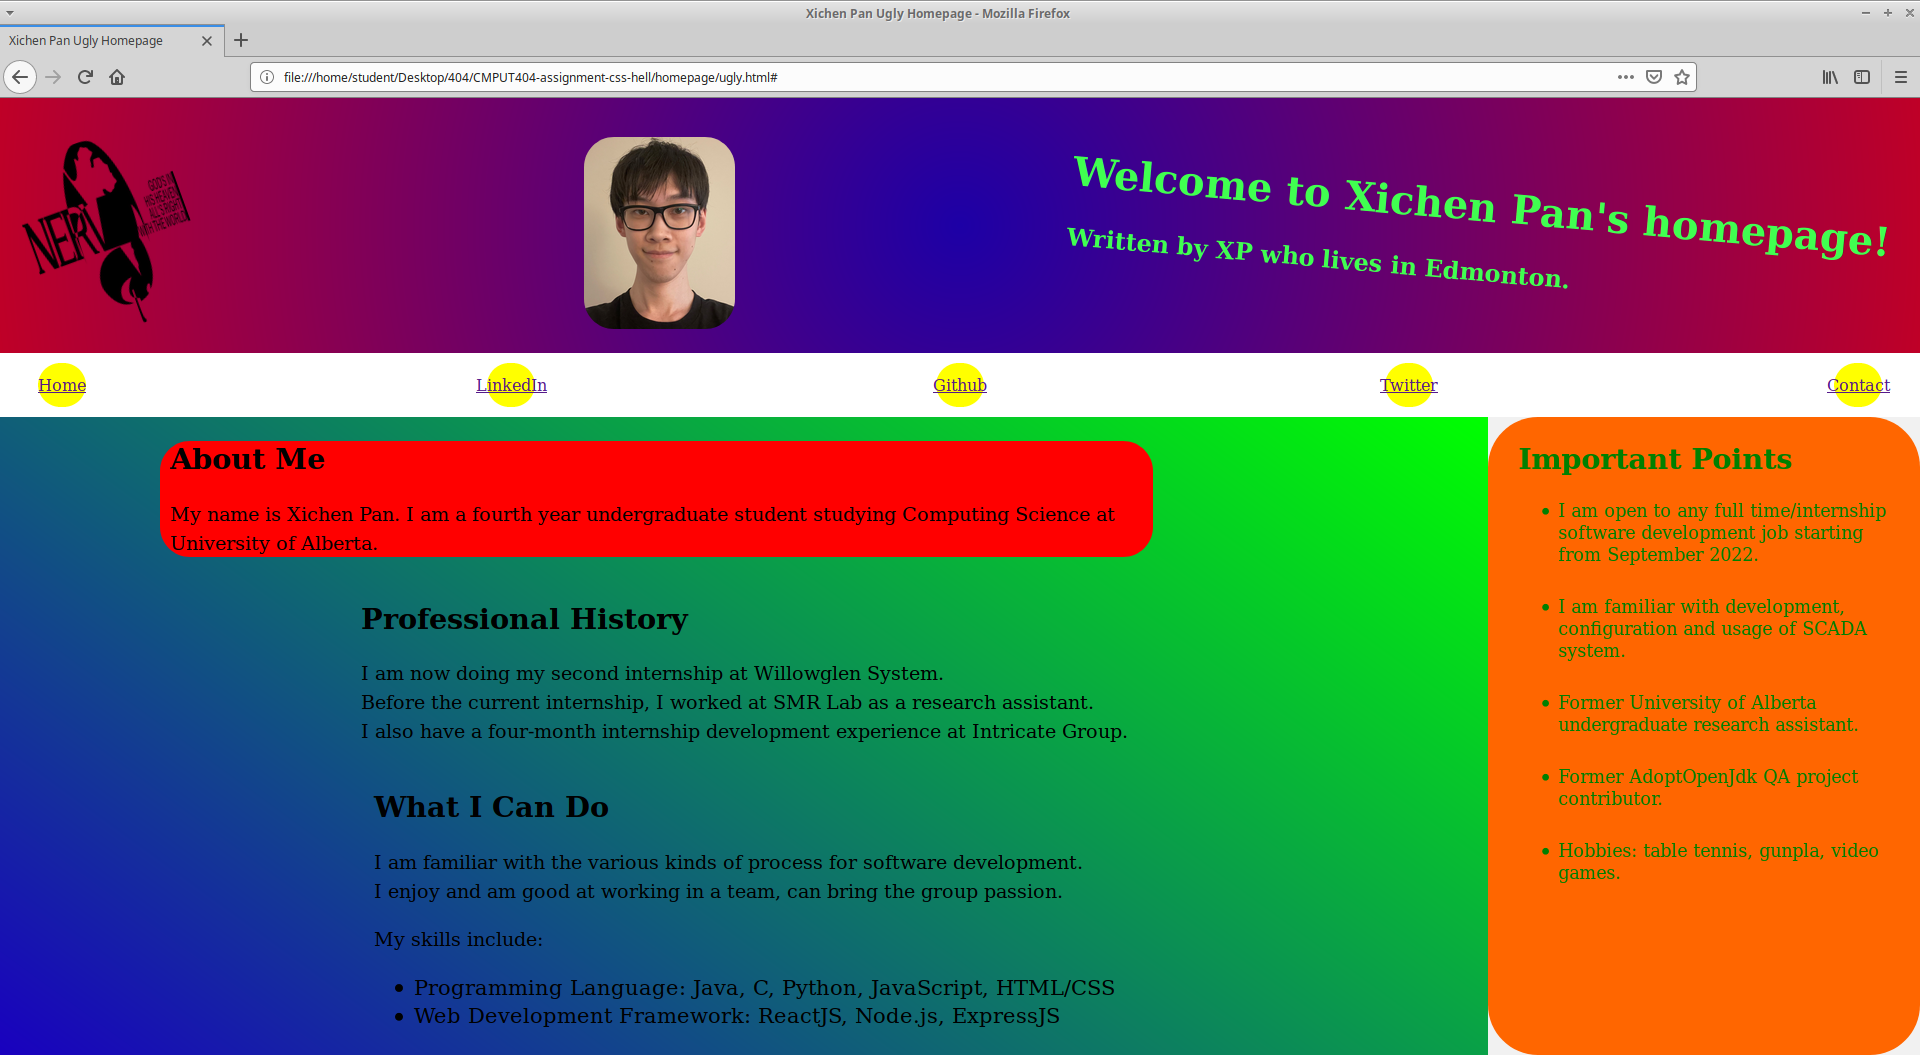 Xichen Pan Ugly Homepage - Mozilla Firefox
Xichen Pan Ugly Homepage
file:///home/student/Desktop/404/CMPUT404-assignment-css-hell/homepage/ugly.html#
NERV
GOD'S IN
HIS HEAVEN.
ALL'S RIGHT
WITH THE WORLD.
Welcome to Xichen Pan's homepage!
Written by XP who lives in Edmonton.
Home
LinkedIn
Github
Twitter
Contact
About Me
My name is Xichen Pan. I am a fourth year undergraduate student studying Computing Science at
University of Alberta.
Professional History
I am now doing my second internship at Willowglen System.
Before the current internship, I worked at SMR Lab as a research assistant.
I also have a four-month internship development experience at Intricate Group.
What I Can Do
I am familiar with the various kinds of process for software development.
I enjoy and am good at working in a team, can bring the group passion.
My skills include:
• Programming Language: Java, C, Python, JavaScript, HTML/CSS
• Web Development Framework: ReactJS, Node.js, ExpressJS
Important Points
• I am open to any full time/internship
software development job starting
from September 2022.
• I am familiar with development,
configuration and usage of SCADA
system.
• Former University of Alberta
undergraduate research assistant.
• Former AdoptOpenJdk QA project
contributor.
• Hobbies: table tennis, gunpla, video
games.